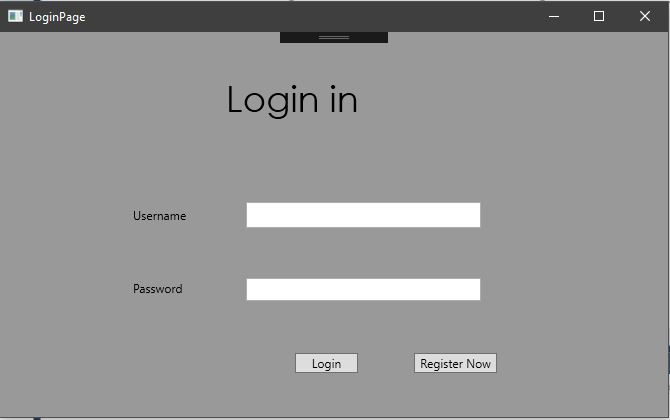 LoginPage
Login in
Username
Password
Login Register Now